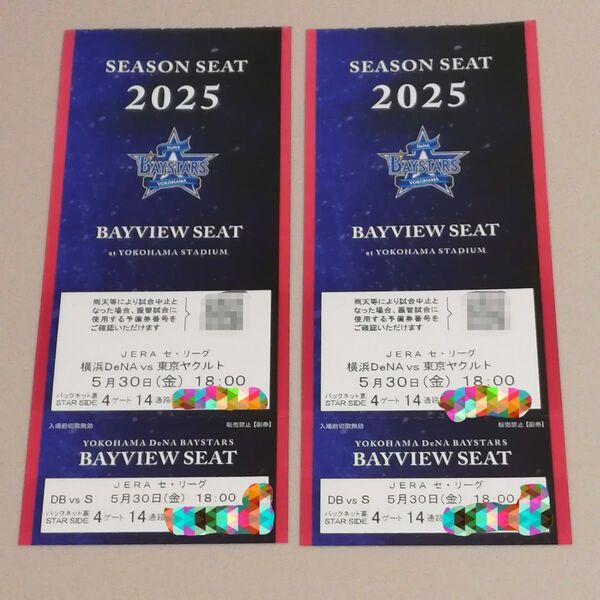 SEASON SEAT
2025
DeNA
BAYSTARS
YOKOHAMA
BAYVIEW SEAT
at YOKOHAMA STADIUM
雨天等により試合中止と
なった場合、振替試合に
使用する予備券番号を
ご確認いただけます
JERA セ・リーグ
横浜DeNA vs 東京ヤクルト
5月30日(金) 18:00
バックネット裏
STAR SIDE 4ゲート 14通路
入場前切取無効 転売禁止【副券】
YOKOHAMA DeNA BAYSTARS
BAYVIEW SEAT
JERA セ・リーグ
DB vs S 5月30日(金) 18:00
バックネット裏
STAR SIDE 4ゲート 14通路
SEASON SEAT
2025
DeNA
BAYSTARS
YOKOHAMA
BAYVIEW SEAT
at YOKOHAMA STADIUM
雨天等により試合中止と
なった場合、振替試合に
使用する予備券番号を
ご確認いただけます
JERA セ・リーグ
横浜DeNA vs 東京ヤクルト
5月30日(金) 18:00
バックネット裏
STAR SIDE 4ゲート 14通路
入場前切取無効 転売禁止【副券】
YOKOHAMA DeNA BAYSTARS
BAYVIEW SEAT
JERA セ・リーグ
DB vs S 5月30日(金) 18:00
バックネット裏
STAR SIDE 4ゲート 14通路